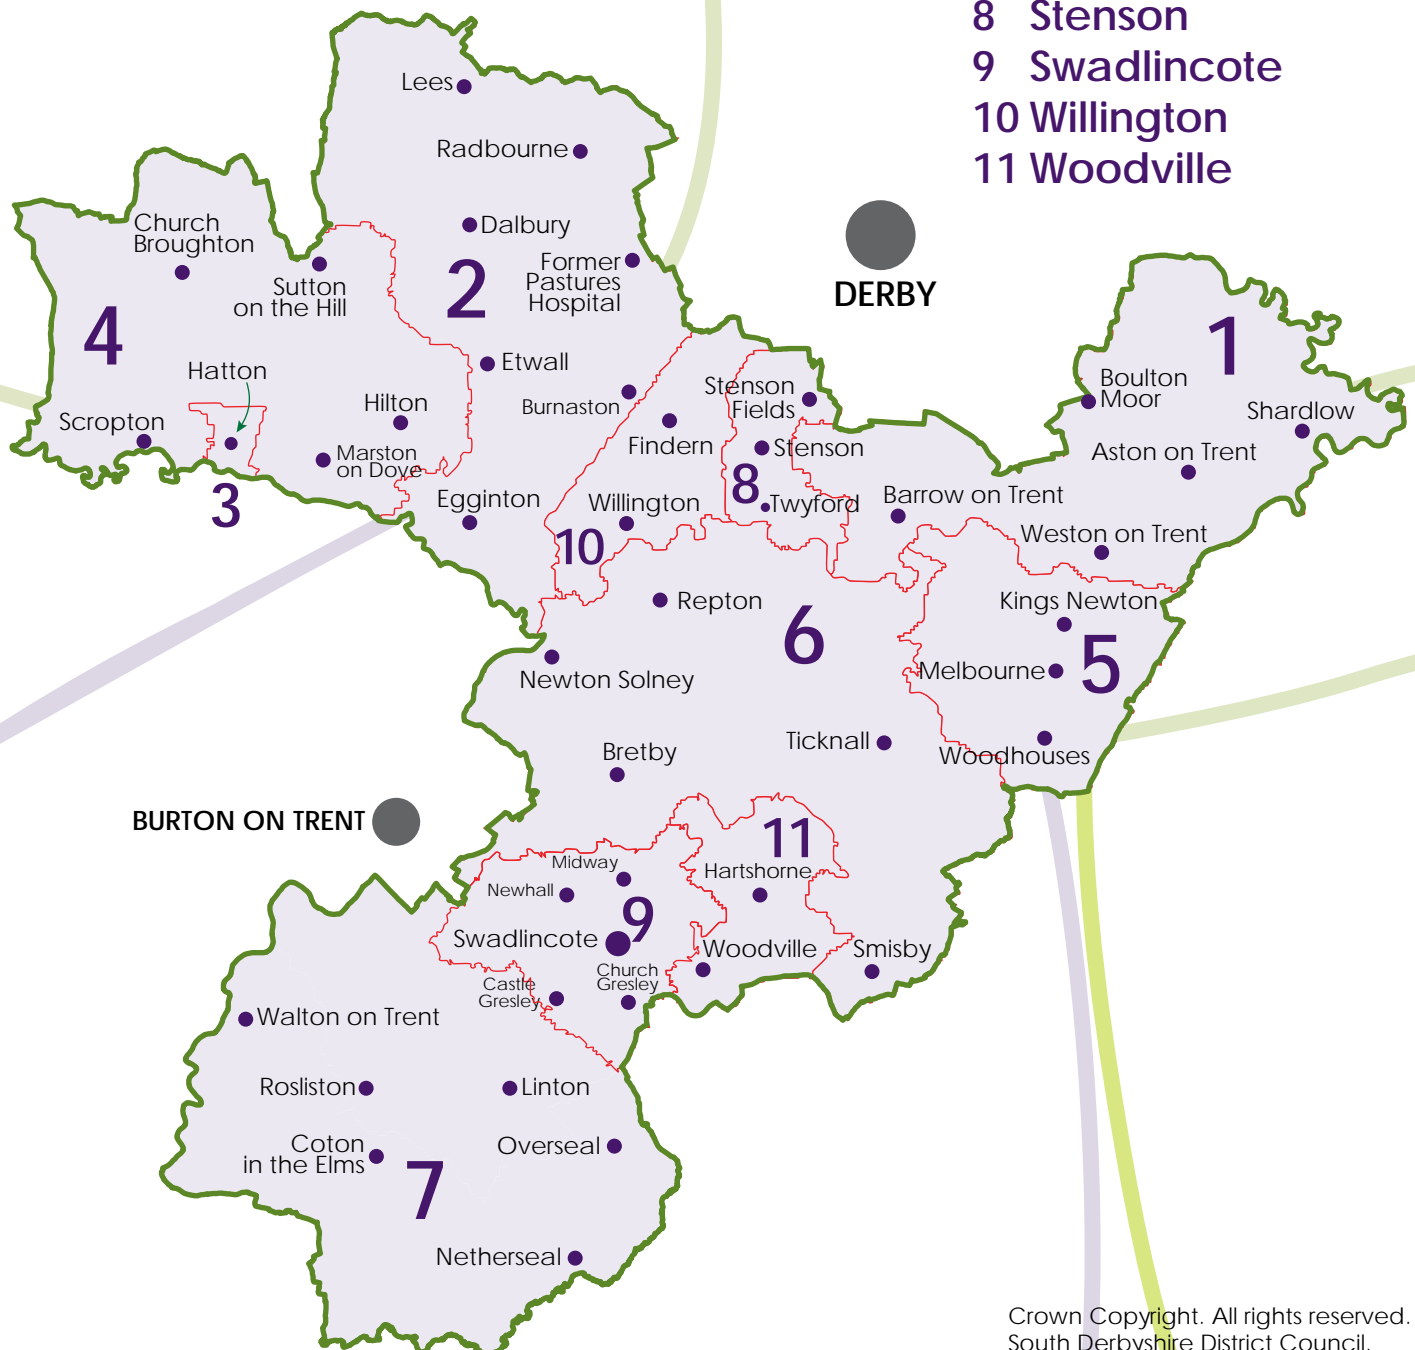 8 Stenson
9 Swadlincote
10 Willington
11 Woodville
Lees
Radbourne
Dalbury
Church
Broughton
Sutton
on the Hill
2
Former
Pastures
Hospital
DERBY
4
1
Hatton
Etwall
Hilton
Burnaston
Stenson
Fields
Boulton
Moor
Shardlow
Scropton
Findern
Stenson
Aston on Trent
Marston
on Dove
3
Egginton
Willington
8
Twyford
Barrow on Trent
Weston on Trent
10
Repton
6
Kings Newton
5
Melbourne
Newton Solney
Ticknall
Woodhouses
Bretby
BURTON ON TRENT
11
Midway
Hartshorne
Newhall
9
Swadlincote
Woodville
Smisby
Church
Gresley
Castle
Gresley
Walton on Trent
Rosliston
Linton
Coton
in the Elms
Overseal
7
Netherseal
Crown Copyright. All rights reserved.
South Derbyshire District Council.